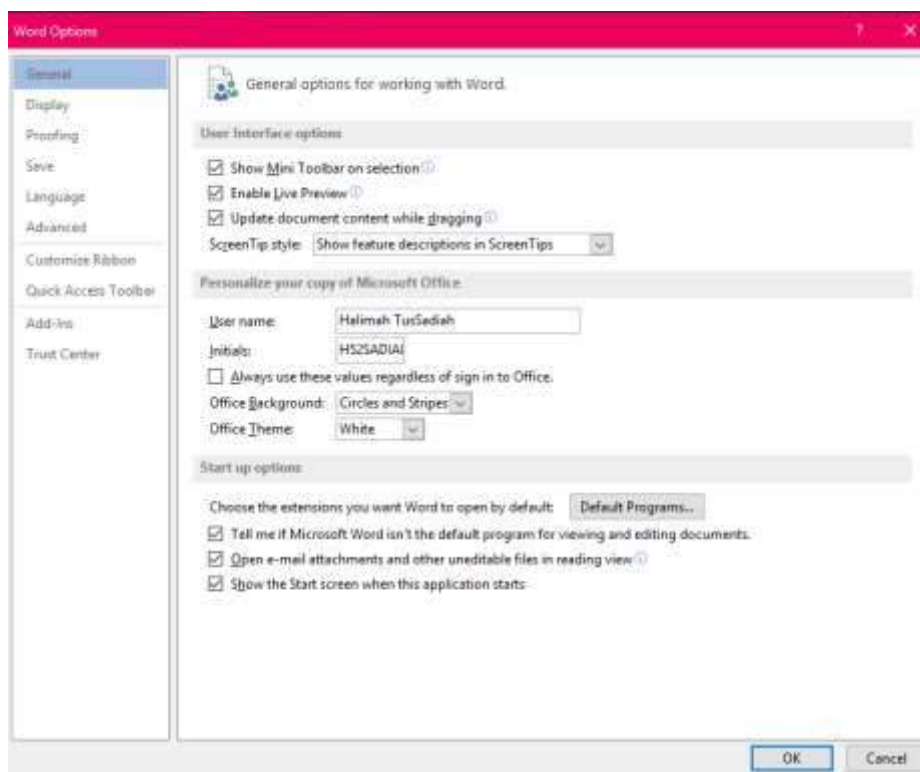 Word Options
General
Display
Proofing
Save
Language
Advanced
Customize Ribbon
Quick Access Toolbar
Add-Ins
Trust Center
General options for working with Word.
User Interface options
Show Mini Toolbar on selection
Enable Live Preview
Update document content while dragging
ScreenTip style: Show feature descriptions in ScreenTips
Personalize your copy of Microsoft Office
User name: Halimah TusSadiah
Initials:
Always use these values regardless of sign in to Office.
Office Background: Circles and Stripes
Office Theme: White
Start up options
Choose the extensions you want Word to open by default: Default Programs...
Tell me if Microsoft Word isn't the default program for viewing and editing documents.
Open e-mail attachments and other uneditable files in reading view
Show the Start screen when this application starts
OK Cancel